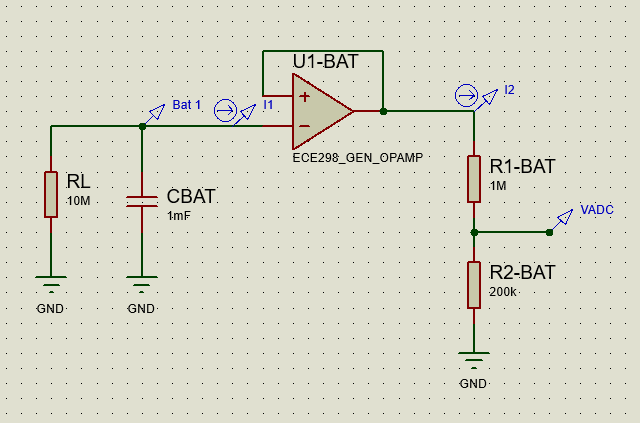 U1-BAT
Bat 1
I1
I2
ECE298_GEN_OPAMP
RL
10M
CBAT
1mF
R1-BAT
1M
VADC
R2-BAT
200k
GND
GND
GND